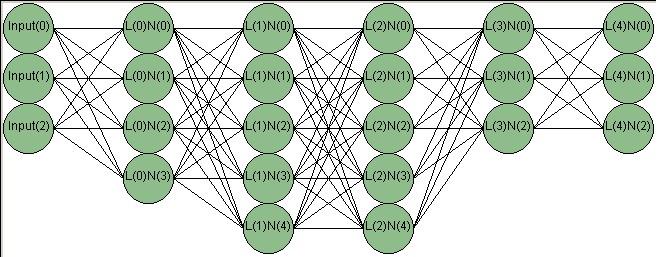 Input(0) L(0)N(0) L(1)N(0) L(2)N(0) L(3)N(0) L(4)N(0)
Input(1) L(0)N(1) L(1)N(1) L(2)N(1) L(3)N(1) L(4)N(1)
Input(2) L(0)N(2) L(1)N(2) L(2)N(2) L(3)N(2) L(4)N(2)
L(0)N(3) L(1)N(3) L(2)N(3)
L(1)N(4) L(2)N(4)